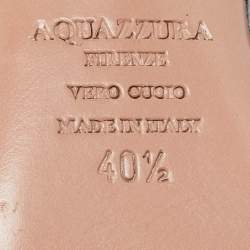 AQUAZZURA
FIRENZE
VERO CUOIO
MADE IN ITALY
40½